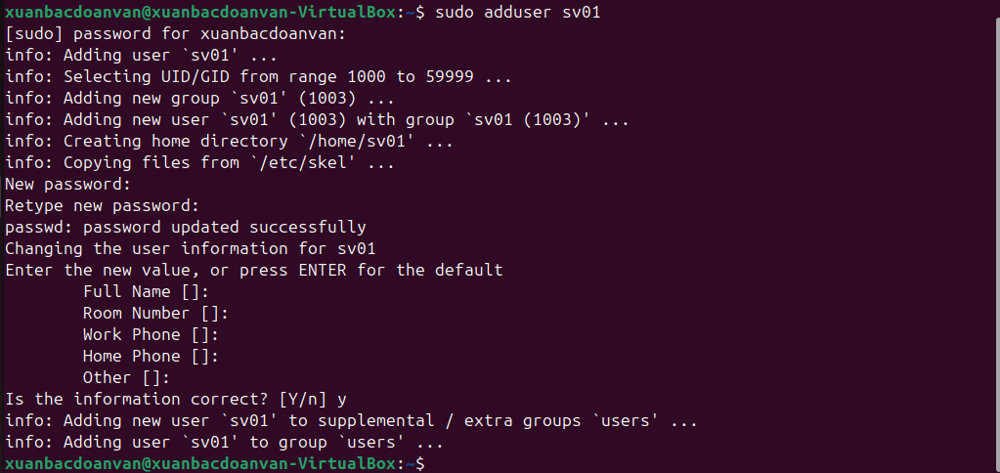 xuanbacdoanvan@xuanbacdoanvan-VirtualBox:~$ sudo adduser sv01
[sudo] password for xuanbacdoanvan:
info: Adding user `sv01' ...
info: Selecting UID/GID from range 1000 to 59999 ...
info: Adding new group `sv01' (1003) ...
info: Adding new user `sv01' (1003) with group `sv01 (1003)' ...
info: Creating home directory `/home/sv01' ...
info: Copying files from `/etc/skel' ...
New password:
Retype new password:
passwd: password updated successfully
Changing the user information for sv01
Enter the new value, or press ENTER for the default
        Full Name []:
        Room Number []:
        Work Phone []:
        Home Phone []:
        Other []:
Is the information correct? [Y/n] y
info: Adding new user `sv01' to supplemental / extra groups `users' ...
info: Adding user `sv01' to group `users' ...
xuanbacdoanvan@xuanbacdoanvan-VirtualBox:~$